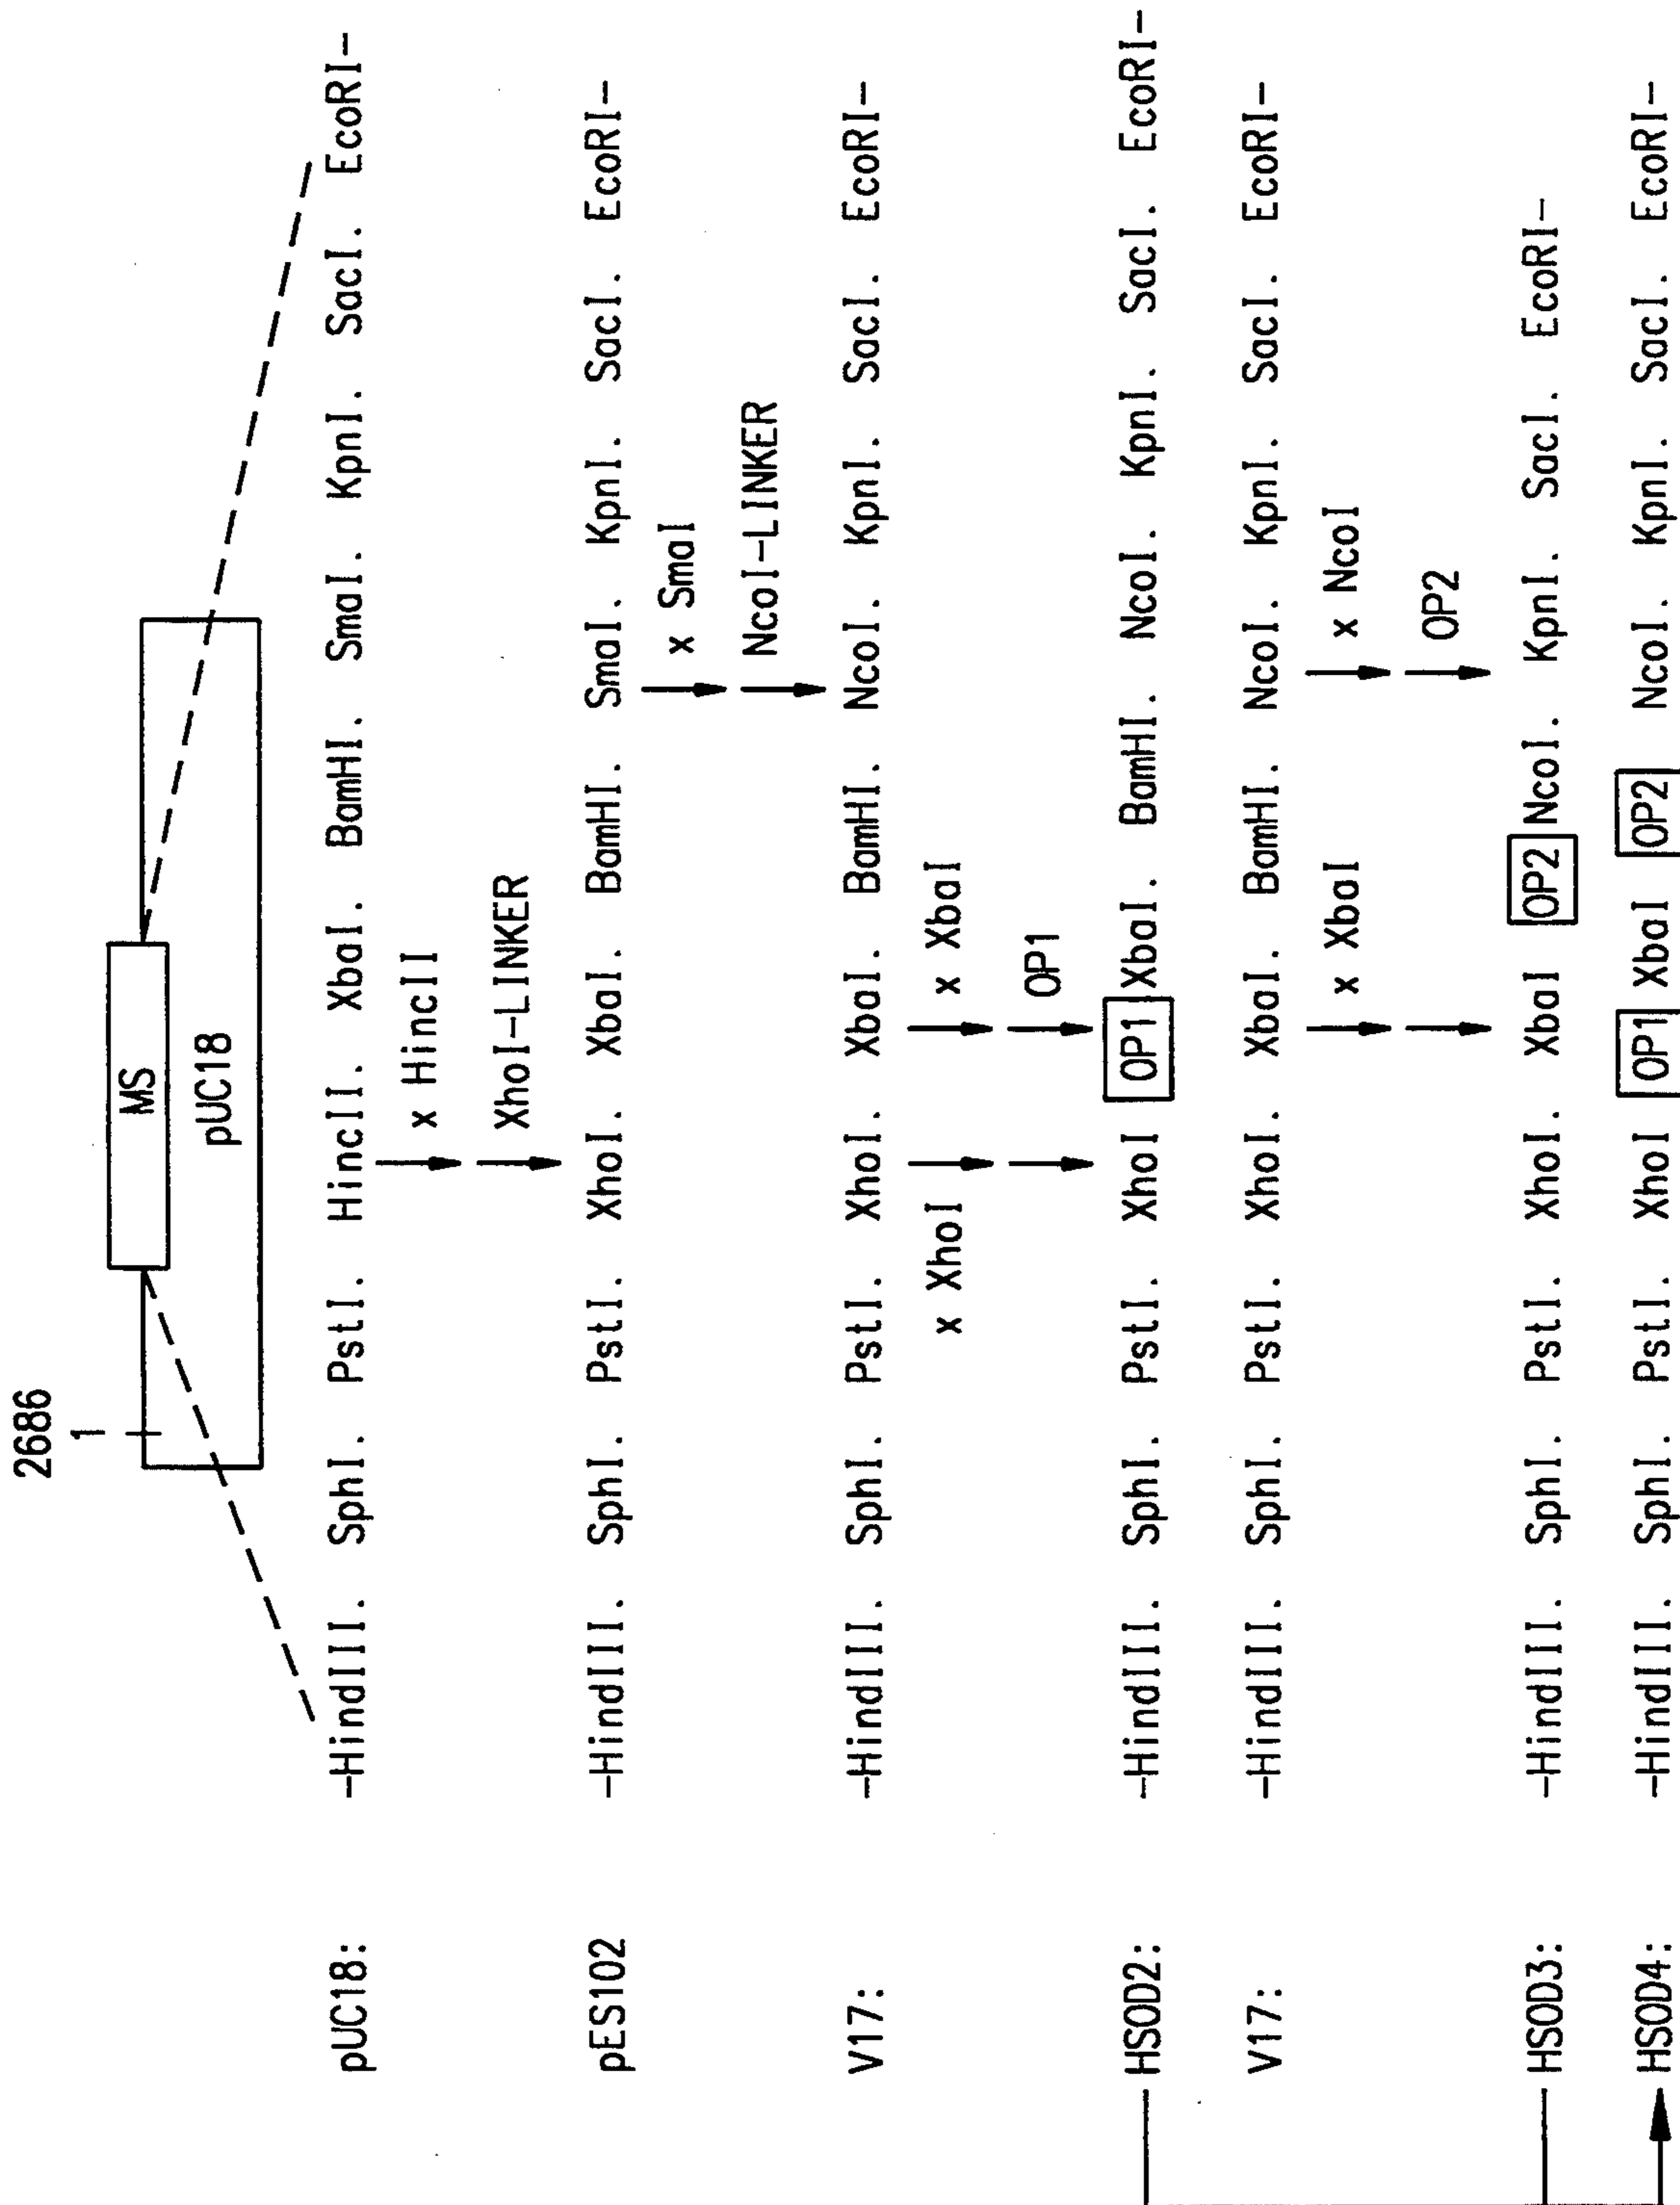 2686
1
MS
pUC18
pUC18: -HindIII. SphI. PstI. HincII. XbaI. BamHI. SmaI. KpnI. SacI. EcoRI-
x HincII
XhoI-LINKER
pES102 -HindIII. SphI. PstI. XhoI. XbaI. BamHI. SmaI. KpnI. SacI. EcoRI-
x SmaI
NcoI-LINKER
V17: -HindIII. SphI. PstI. XhoI. XbaI. BamHI. NcoI. KpnI. SacI. EcoRI-
x XhoI x XbaI
OP1
HSOD2: -HindIII. SphI. PstI. XhoI OP1 XbaI. BamHI. NcoI. KpnI. SacI. EcoRI-
V17: -HindIII. SphI. PstI. XhoI. XbaI. BamHI. NcoI. KpnI. SacI. EcoRI-
x XbaI x NcoI
OP2
HSOD3: -HindIII. SphI. PstI. XhoI. XbaI OP2 NcoI. KpnI. SacI. EcoRI-
HSOD4: -HindIII. SphI. PstI. XhoI OP1 XbaI OP2 NcoI. KpnI. SacI. EcoRI-